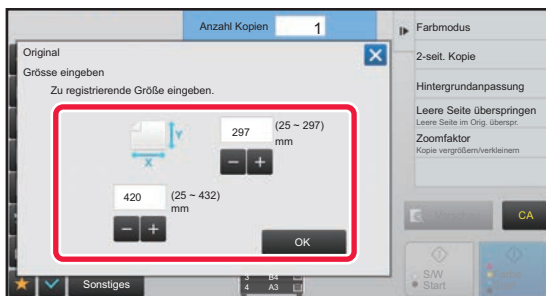 Anzahl Kopien 1
Original
Grösse eingeben
Zu registrierende Größe eingeben.
Y
X
297 (25 ~ 297)
mm
420 (25 ~ 432)
mm
OK
Farbmodus
2-seit. Kopie
Hintergrundanpassung
Leere Seite überspringen
Leere Seite im Orig. überspr.
Zoomfaktor
Kopie vergrößern/verkleinern
CA
S/W
Start
Sonstiges
3 B4
4 A3